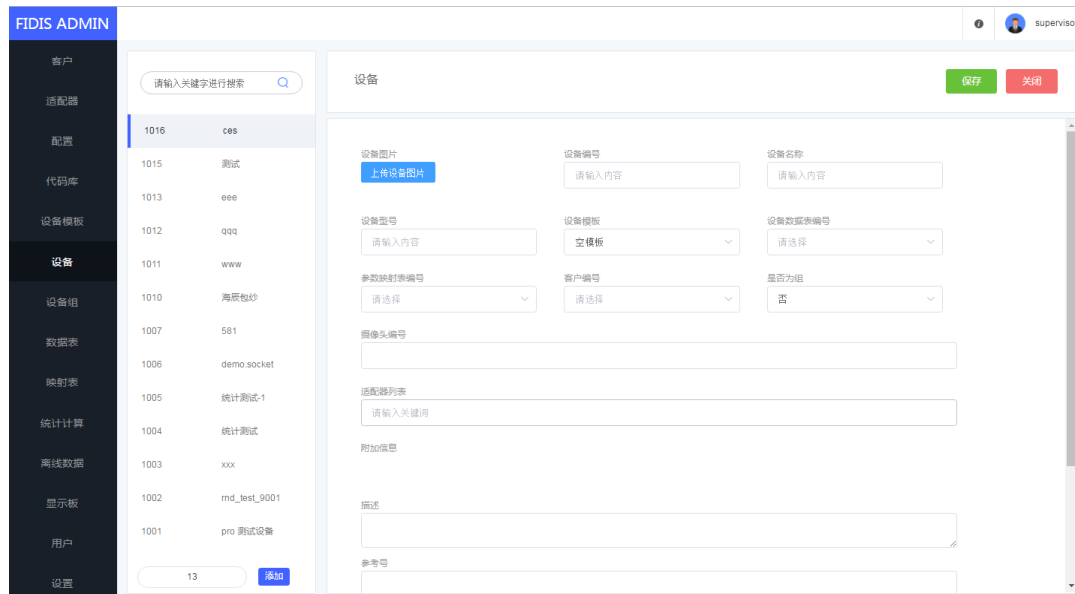 FIDIS ADMIN
superviso
客户
适配器
配置
代码库
设备模板
设备
设备组
数据表
映射表
统计计算
离线数据
显示板
用户
设置
请输入关键字进行搜索
1016 ces
1015 测试
1013 eee
1012 qqq
1011 www
1010 海辰包纱
1007 581
1006 demo.socket
1005 统计测试-1
1004 统计测试
1003 xxx
1002 rnd_test_9001
1001 pro 测试设备
13 添加
设备 保存 关闭
设备图片 设备编号 设备名称
上传设备图片 请输入内容 请输入内容
设备型号 设备模板 设备数据表编号
请输入内容 空模板 请选择
参数映射表编号 客户编号 是否为组
请选择 请选择 否
摄像头编号
适配器列表
请输入关键词
附加信息
描述
参考号